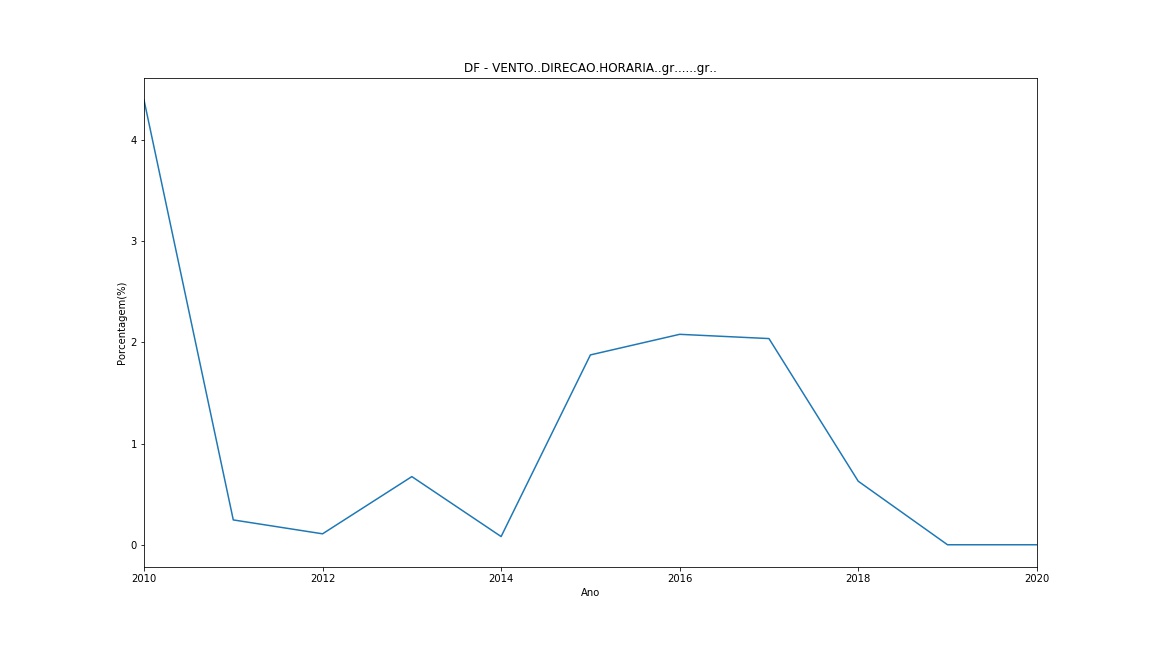 DF - VENTO..DIRECAO.HORARIA..gr......gr..
4
3
2
1
0
Porcentagem(%)
2010 2012 2014 2016 2018 2020
Ano